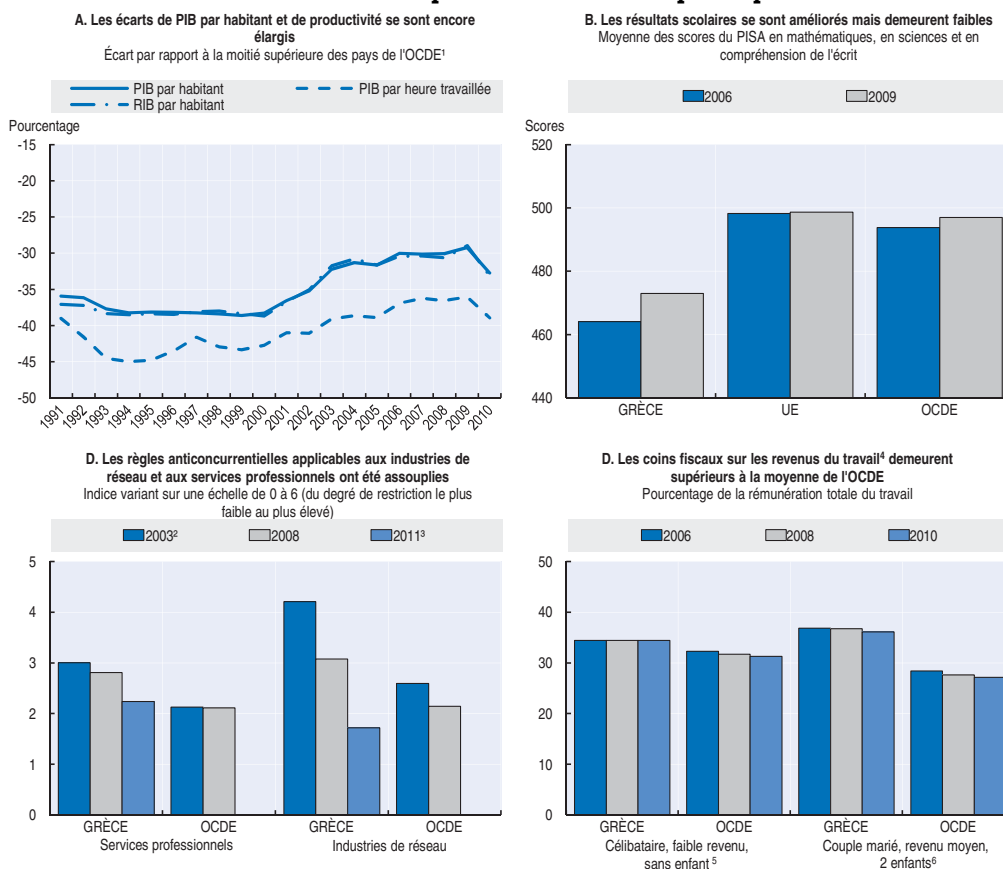 A. Les écarts de PIB par habitant et de productivité se sont encore
élargis
Écart par rapport à la moitié supérieure des pays de l'OCDE¹
PIB par habitant
PIB par heure travaillée
RIB par habitant
Pourcentage
-15
-20
-25
-30
-35
-40
-45
-50
1991 1992 1993 1994 1995 1996 1997 1998 1999 2000 2001 2002 2003 2004 2005 2006 2007 2008 2009 2010
B. Les résultats scolaires se sont améliorés mais demeurent faibles
Moyenne des scores du PISA en mathématiques, en sciences et en
compréhension de l'écrit
2006 2009
Scores
520
500
480
460
440
GRÈCE UE OCDE
D. Les règles anticoncurrentielles applicables aux industries de
réseau et aux services professionnels ont été assouplies
Indice variant sur une échelle de 0 à 6 (du degré de restriction le plus
faible au plus élevé)
2003² 2008 2011³
5
4
3
2
1
0
GRÈCE OCDE GRÈCE OCDE
Services professionnels Industries de réseau
D. Les coins fiscaux sur les revenus du travail⁴ demeurent
supérieurs à la moyenne de l'OCDE
Pourcentage de la rémunération totale du travail
2006 2008 2010
50
40
30
20
10
0
GRÈCE OCDE GRÈCE OCDE
Célibataire, faible revenu, Couple marié, revenu moyen,
sans enfant ⁵ 2 enfants⁶